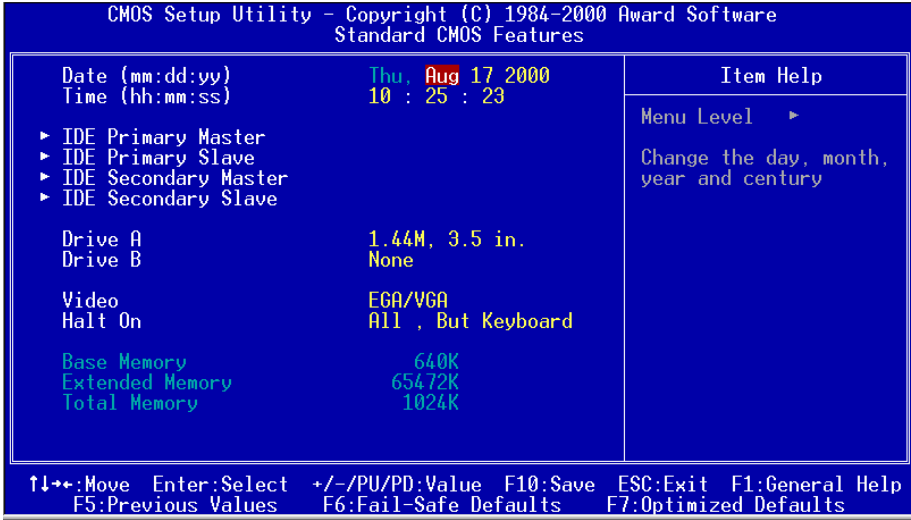 CMOS Setup Utility - Copyright (C) 1984-2000 Award Software
Standard CMOS Features
Date (mm:dd:yy) Thu, Aug 17 2000
Time (hh:mm:ss) 10 : 25 : 23
► IDE Primary Master
► IDE Primary Slave
► IDE Secondary Master
► IDE Secondary Slave
Drive A 1.44M, 3.5 in.
Drive B None
Video EGA/VGA
Halt On All , But Keyboard
Base Memory 640K
Extended Memory 65472K
Total Memory 1024K
Item Help
Menu Level ►
Change the day, month,
year and century
↑↓→←:Move Enter:Select +/-/PU/PD:Value F10:Save ESC:Exit F1:General Help
F5:Previous Values F6:Fail-Safe Defaults F7:Optimized Defaults